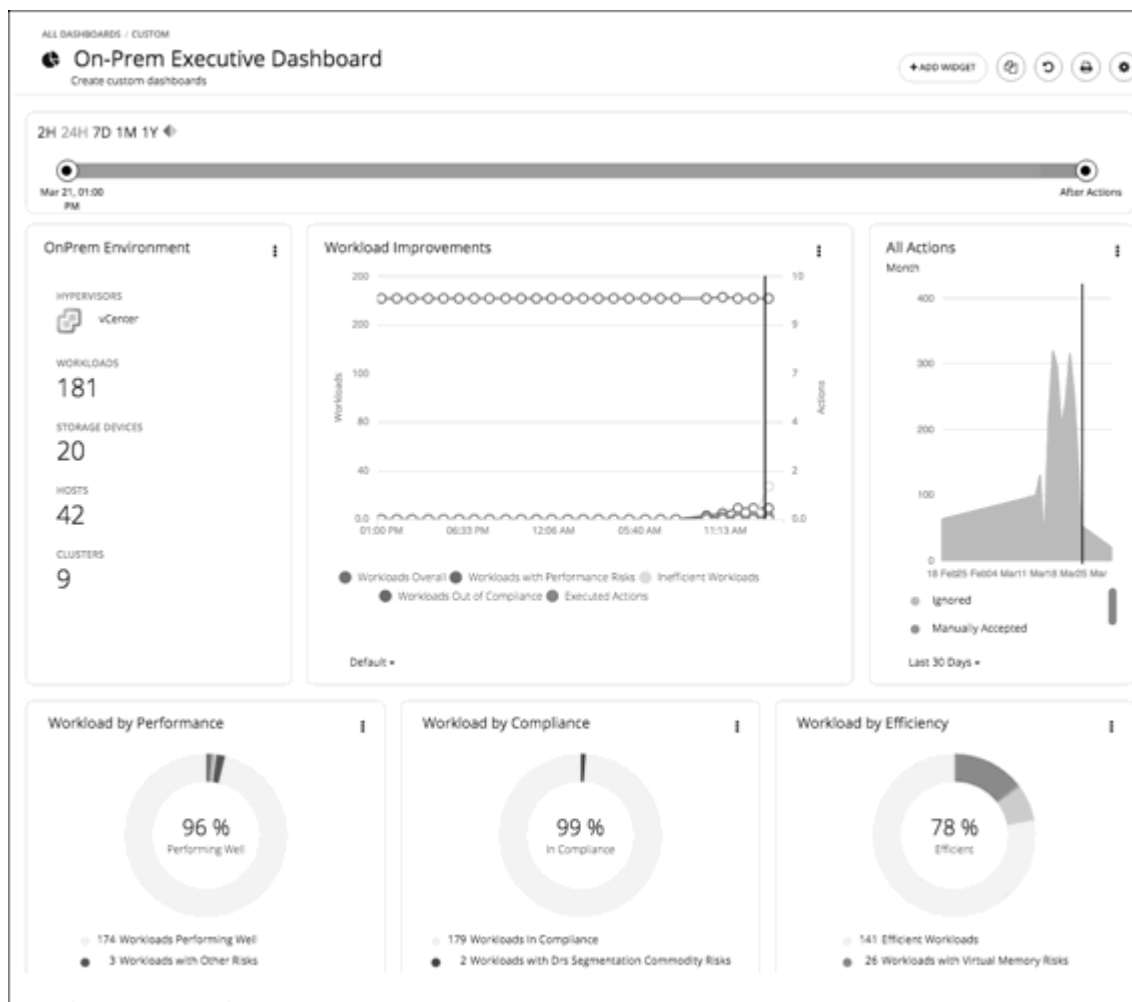 ALL DASHBOARDS / CUSTOM
On-Prem Executive Dashboard
Create custom dashboards
+ ADD WIDGET
2H 24H 7D 1M 1Y
Mar 21, 01:00
PM
After Actions
OnPrem Environment
HYPERVISORS
vCenter
WORKLOADS
181
STORAGE DEVICES
20
HOSTS
42
CLUSTERS
9
Workload Improvements
200
200
100
80
40
0.0
Workloads
10
9
7
4
2
0.0
Actions
01:00 PM 06:33 PM 12:06 AM 05:40 AM 11:13 AM
Workloads Overall Workloads with Performance Risks Inefficient Workloads
Workloads Out of Compliance Executed Actions
Default
All Actions
Month
400
300
200
100
0
18 Feb25 Feb04 Mar11 Mar18 Mar25 Mar
Ignored
Manually Accepted
Last 30 Days
Workload by Performance
96 %
Performing Well
174 Workloads Performing Well
3 Workloads with Other Risks
Workload by Compliance
99 %
In Compliance
179 Workloads In Compliance
2 Workloads with Drs Segmentation Commodity Risks
Workload by Efficiency
78 %
Efficient
141 Efficient Workloads
26 Workloads with Virtual Memory Risks